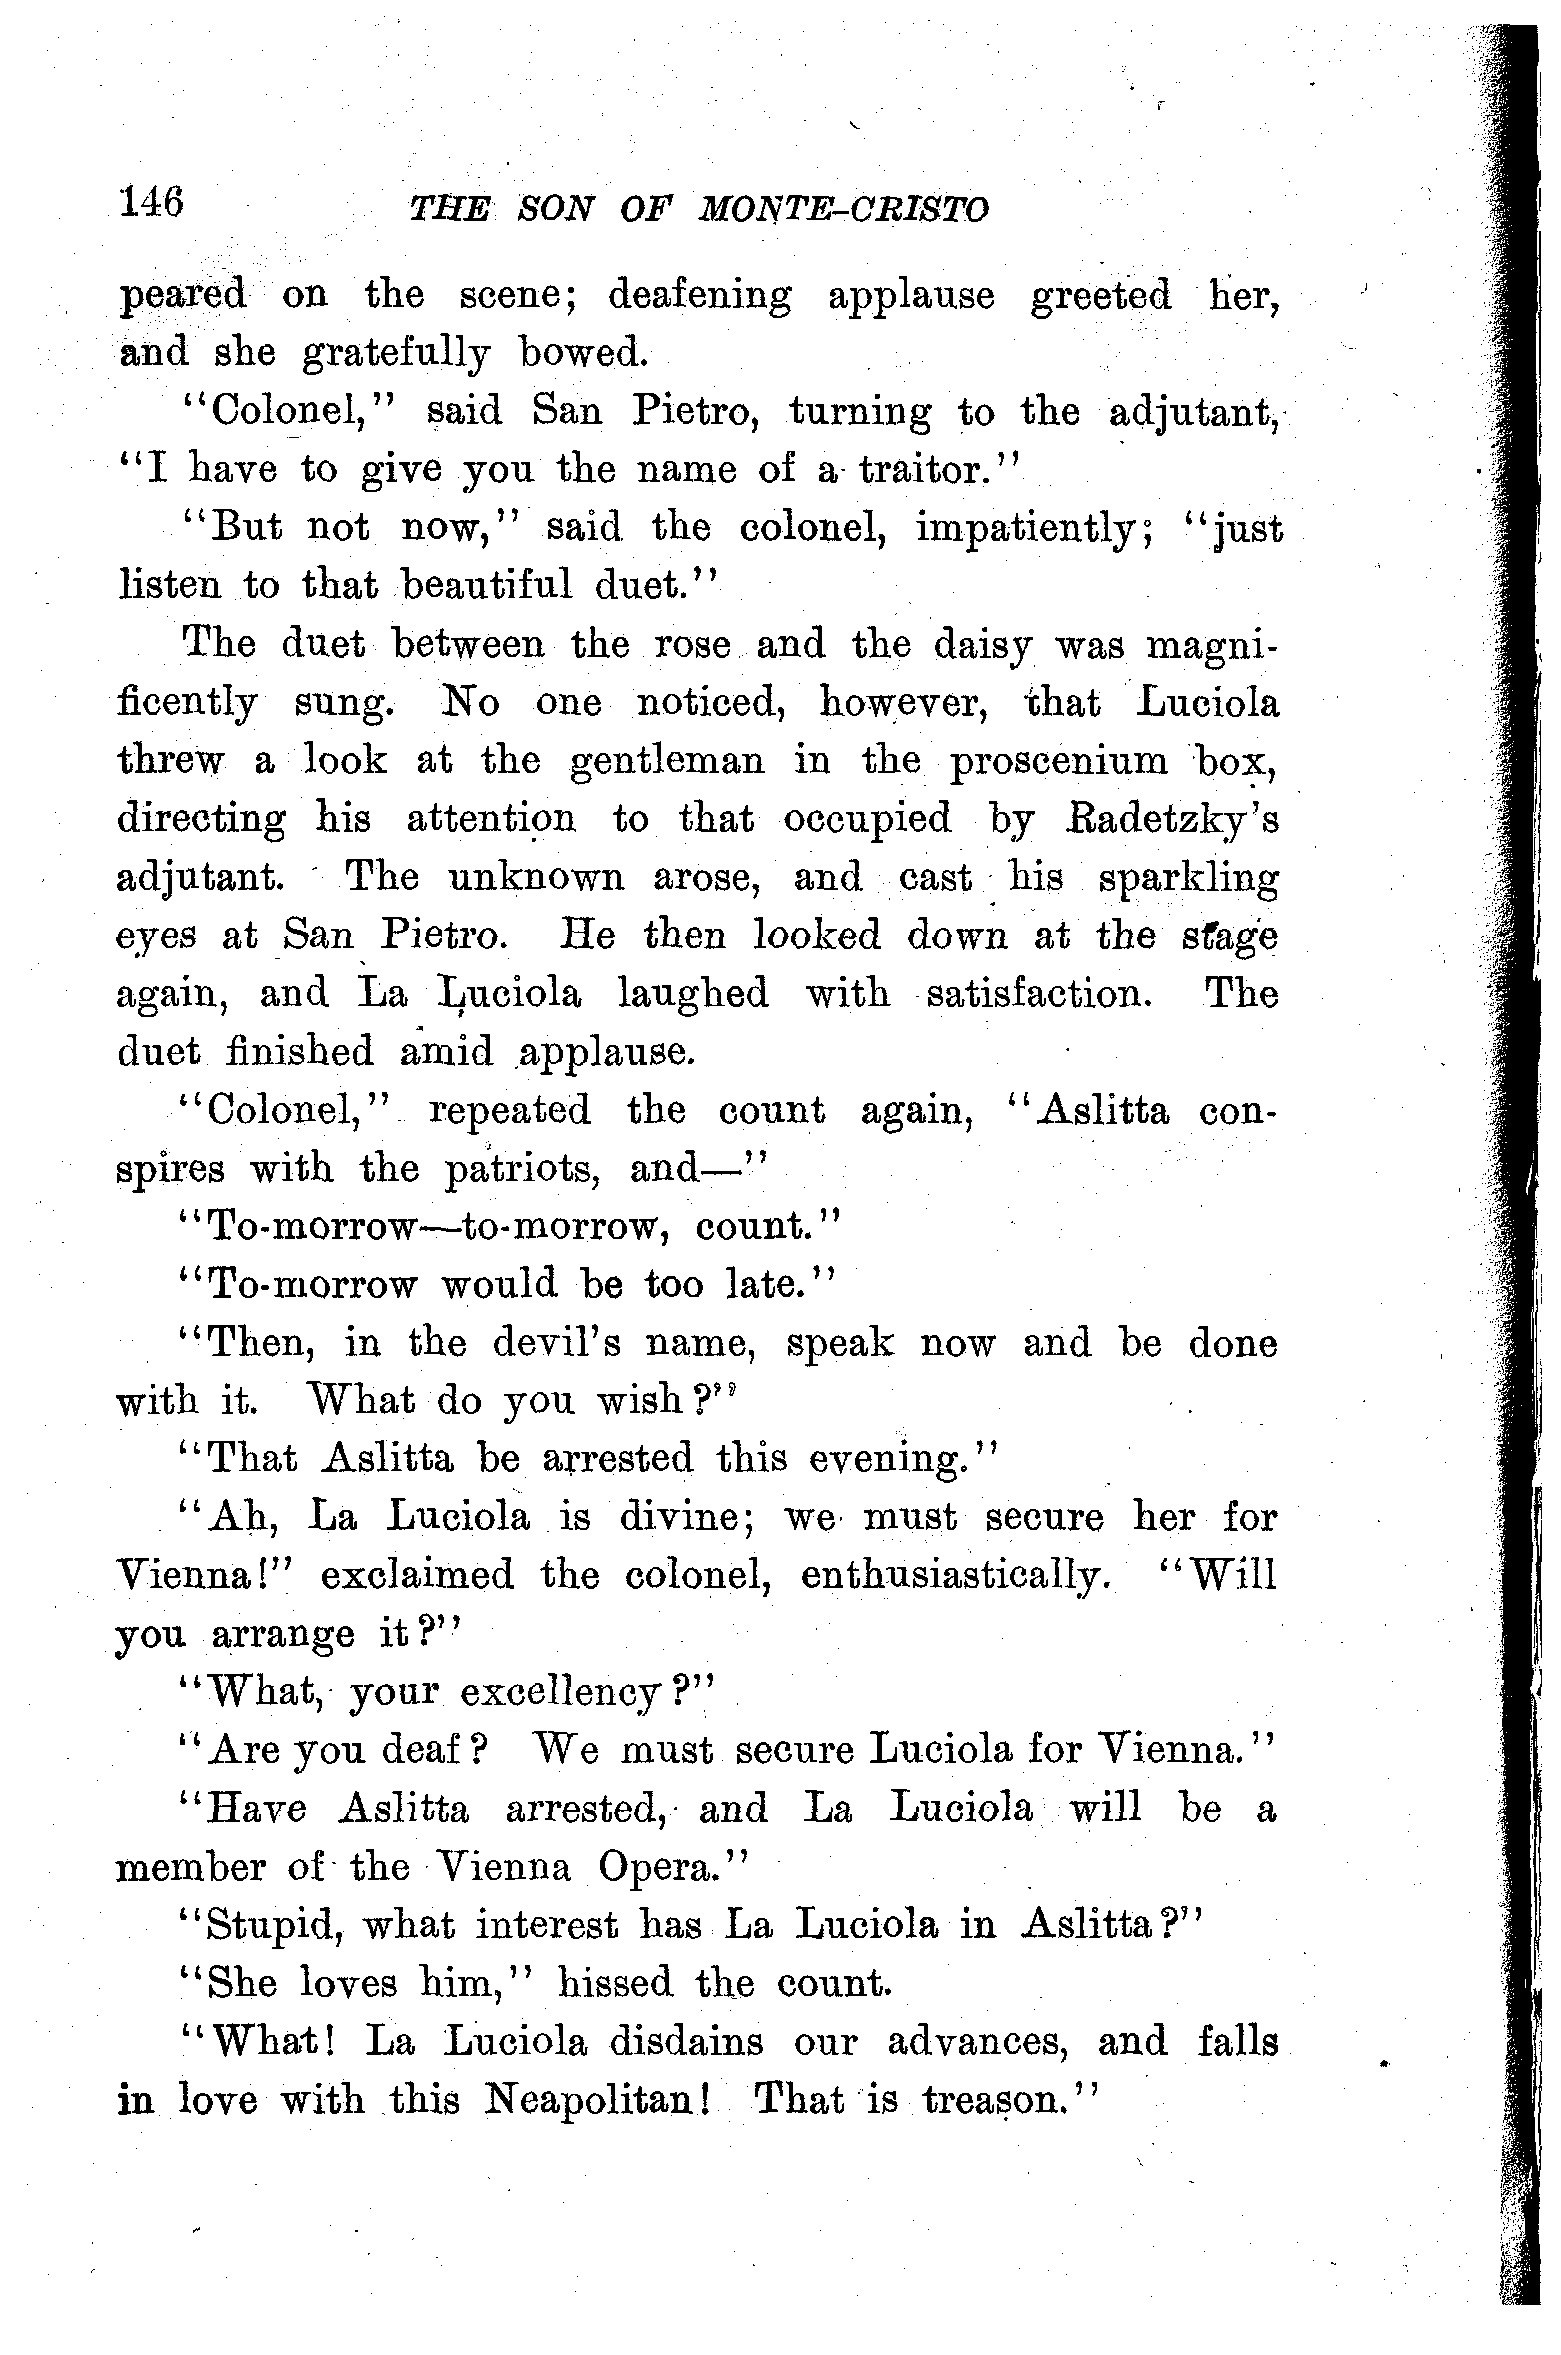 146 THE SON OF MONTE-CRISTO
peared on the scene; deafening applause greeted her,
and she gratefully bowed.
"Colonel," said San Pietro, turning to the adjutant,
"I have to give you the name of a traitor."
"But not now," said the colonel, impatiently; "just
listen to that beautiful duet."
The duet between the rose and the daisy was magni-
ficently sung. No one noticed, however, that Luciola
threw a look at the gentleman in the proscenium box,
directing his attention to that occupied by Radetzky's
adjutant. The unknown arose, and cast his sparkling
eyes at San Pietro. He then looked down at the stage
again, and La Luciola laughed with satisfaction. The
duet finished amid applause.
"Colonel," repeated the count again, "Aslitta con-
spires with the patriots, and—"
"To-morrow—to-morrow, count."
"To-morrow would be too late."
"Then, in the devil's name, speak now and be done
with it. What do you wish?"
"That Aslitta be arrested this evening."
"Ah, La Luciola is divine; we must secure her for
Vienna!" exclaimed the colonel, enthusiastically. "Will
you arrange it?"
"What, your excellency?"
"Are you deaf? We must secure Luciola for Vienna."
"Have Aslitta arrested, and La Luciola will be a
member of the Vienna Opera."
"Stupid, what interest has La Luciola in Aslitta?"
"She loves him," hissed the count.
"What! La Luciola disdains our advances, and falls
in love with this Neapolitan! That is treason."